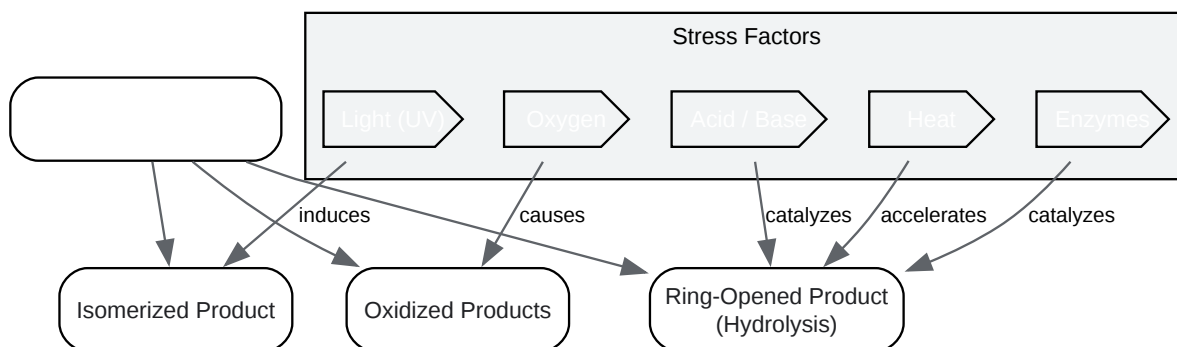 Stress Factors
Light (UV)
Oxygen
Acid / Base
Heat
Enzymes
induces
causes
catalyzes
accelerates
catalyzes
Isomerized Product
Oxidized Products
Ring-Opened Product
(Hydrolysis)